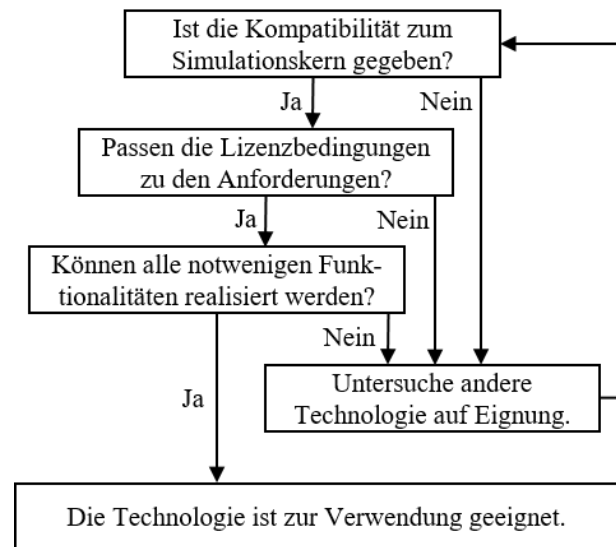 Ist die Kompatibilität zum
Simulationskern gegeben?
Ja
Nein
Passen die Lizenzbedingungen
zu den Anforderungen?
Ja
Nein
Können alle notwenigen Funk-
tionalitäten realisiert werden?
Nein
Ja
Untersuche andere
Technologie auf Eignung.
Die Technologie ist zur Verwendung geeignet.